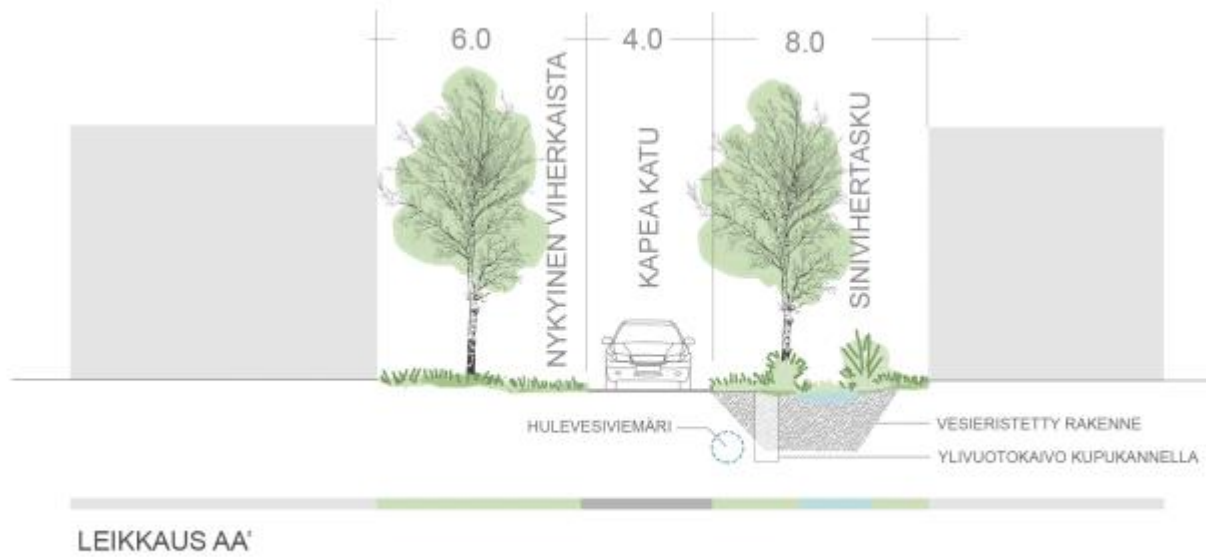 6.0
4.0
8.0
NYKYINEN VIHERKAISTA
KAPEA KATU
SINIVIHERTASKU
HULEVESIVIEMÄRI
VESIERISTETTY RAKENNE
YLIVUOTOKAIVO KUPUKANNELLA
LEIKKAUS AA'